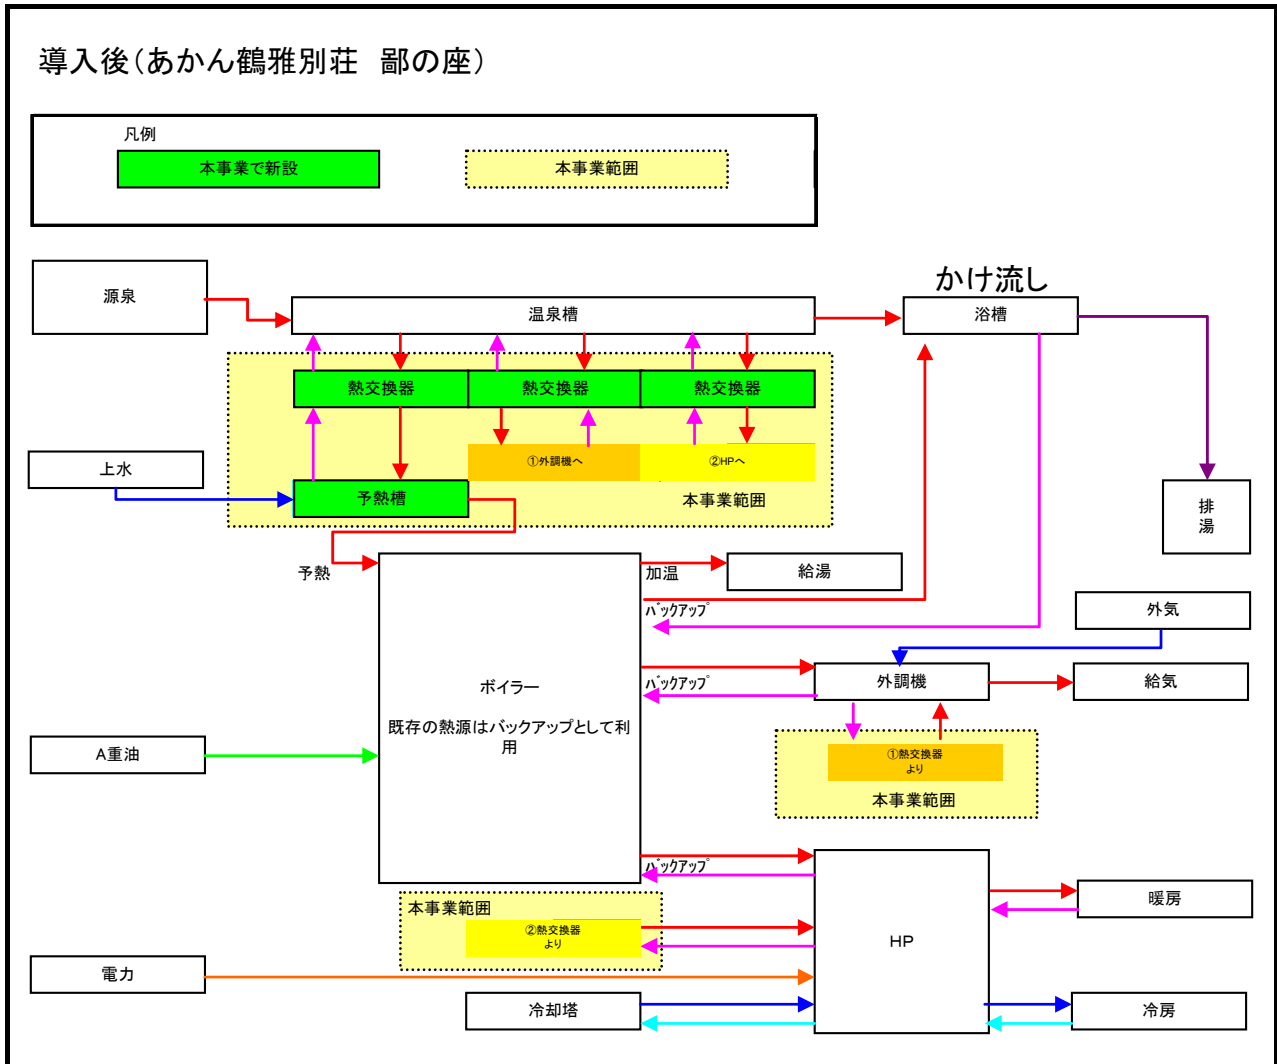 導入後(あかん鶴雅別荘　鄙の座)
凡例
本事業で新設
本事業範囲
源泉
温泉槽
かけ流し
浴槽
熱交換器
熱交換器
熱交換器
上水
①外調機へ
②HPへ
予熱槽
本事業範囲
排
湯
予熱
加温
給湯
ﾊﾞｯｸｱｯﾌﾟ
外気
ボイラー
既存の熱源はバックアップとして利
用
ﾊﾞｯｸｱｯﾌﾟ
外調機
給気
A重油
①熱交換器
より
本事業範囲
ﾊﾞｯｸｱｯﾌﾟ
本事業範囲
②熱交換器
より
HP
暖房
電力
冷却塔
冷房